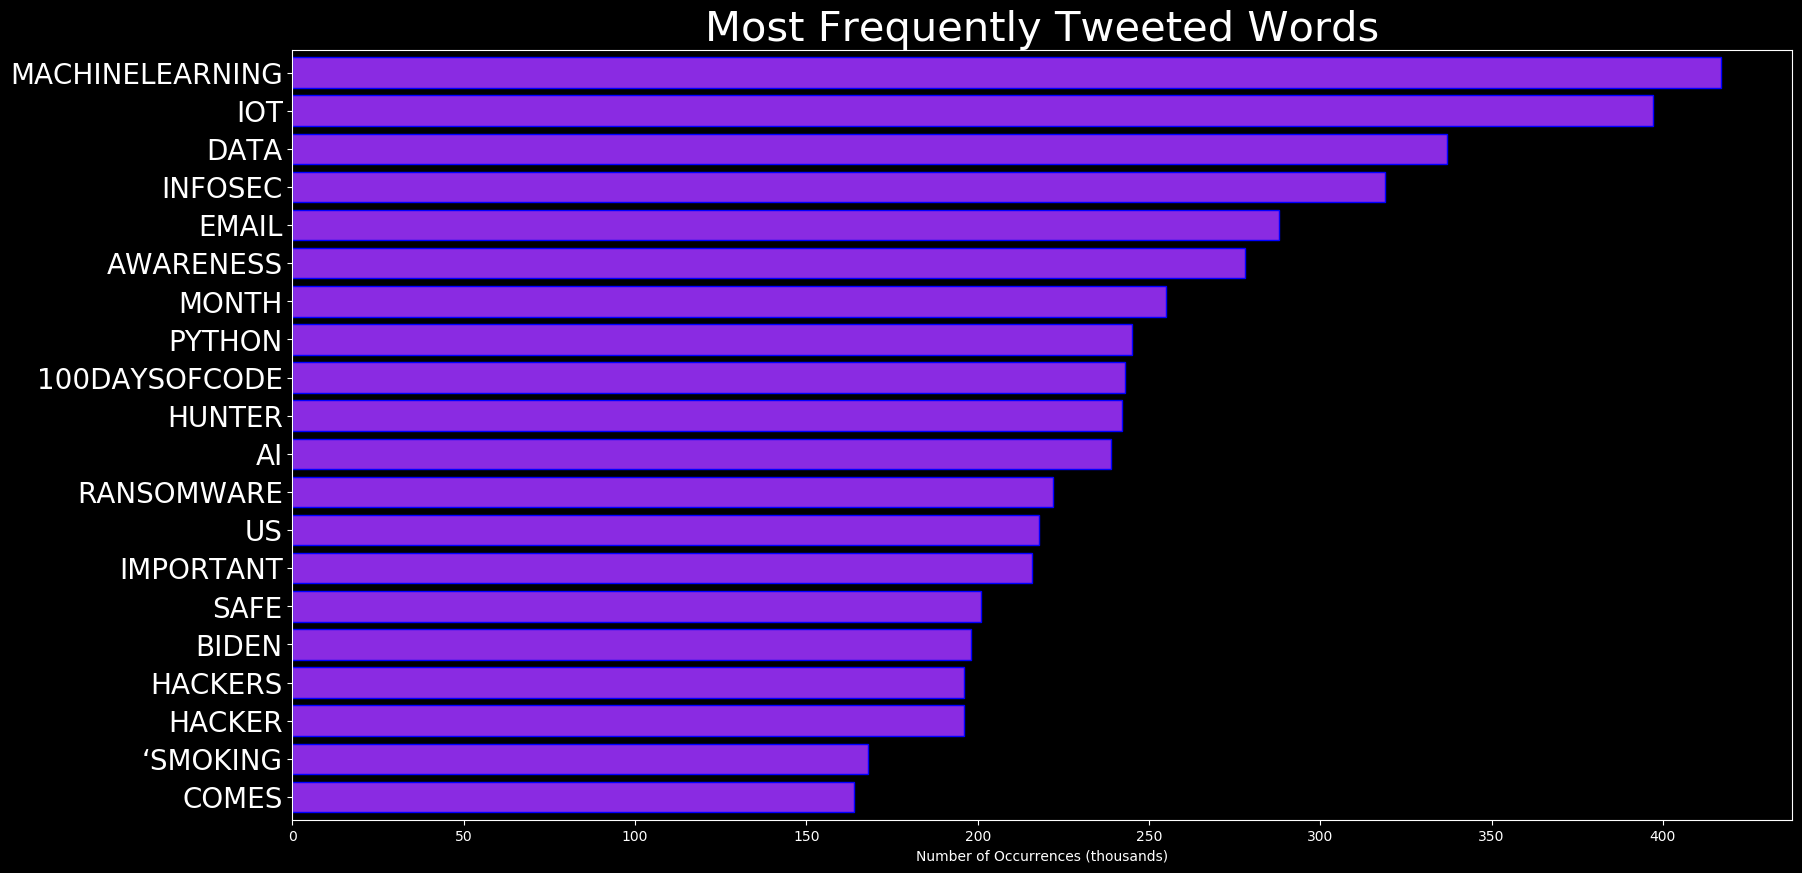 Most Frequently Tweeted Words
MACHINELEARNING
IOT
DATA
INFOSEC
EMAIL
AWARENESS
MONTH
PYTHON
100DAYSOFCODE
HUNTER
AI
RANSOMWARE
US
IMPORTANT
SAFE
BIDEN
HACKERS
HACKER
‘SMOKING
COMES
0 50 100 150 200 250 300 350 400
Number of Occurrences (thousands)